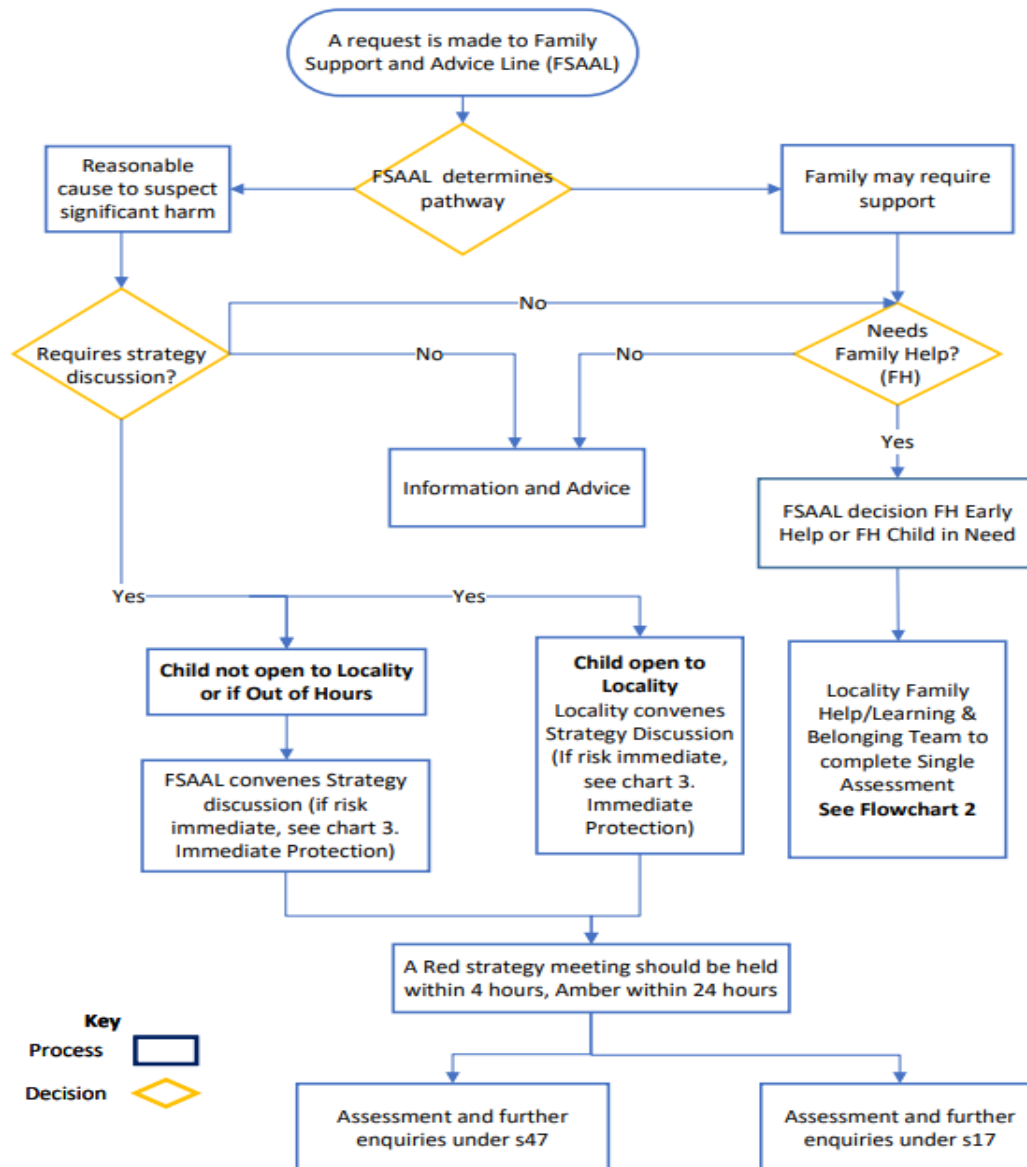 A request is made to Family
Support and Advice Line (FSAAL)
Reasonable
cause to suspect
significant harm
FSAAL determines
pathway
Family may require
support
No
Requires strategy
discussion?
No
No
Needs
Family Help?
(FH)
Yes
Information and Advice
FSAAL decision FH Early
Help or FH Child in Need
Yes
Yes
Child not open to Locality
or if Out of Hours
Child open to
Locality
Locality convenes
Strategy Discussion
(If risk immediate,
see chart 3.
Immediate
Protection)
Locality Family
Help/Learning &
Belonging Team to
complete Single
Assessment
See Flowchart 2
FSAAL convenes Strategy
discussion (if risk
immediate, see chart 3.
Immediate Protection)
A Red strategy meeting should be held
within 4 hours, Amber within 24 hours
Key
Process
Decision
Assessment and further
enquiries under s47
Assessment and further
enquiries under s17